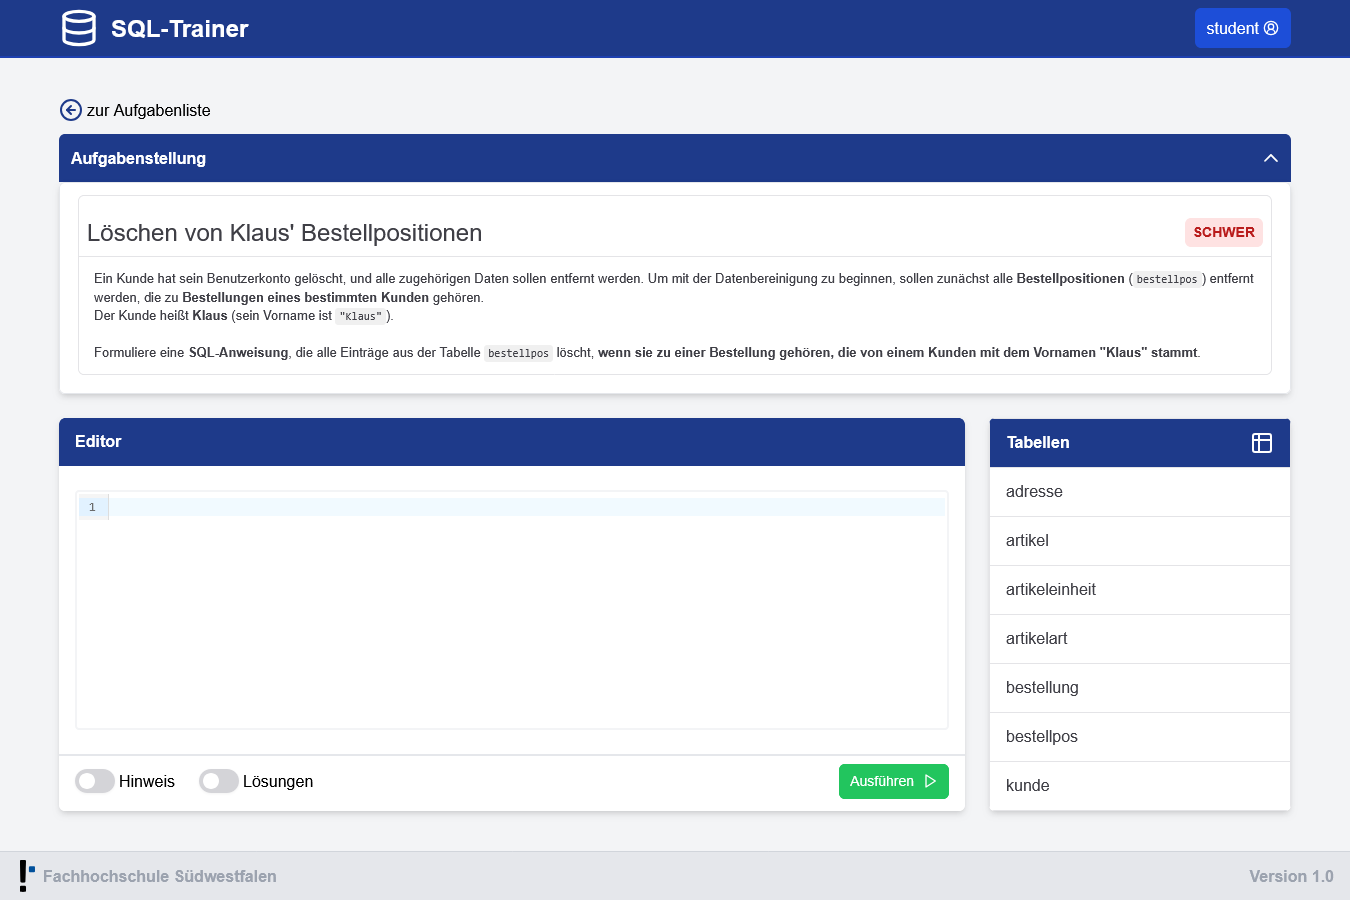 SQL-Trainer
student
zur Aufgabenliste
Aufgabenstellung
Löschen von Klaus' Bestellpositionen
SCHWER
Ein Kunde hat sein Benutzerkonto gelöscht, und alle zugehörigen Daten sollen entfernt werden. Um mit der Datenbereinigung zu beginnen, sollen zunächst alle Bestellpositionen ( bestellpos ) entfernt
werden, die zu Bestellungen eines bestimmten Kunden gehören.
Der Kunde heißt Klaus (sein Vorname ist "Klaus" ).
Formuliere eine SQL-Anweisung, die alle Einträge aus der Tabelle bestellpos löscht, wenn sie zu einer Bestellung gehören, die von einem Kunden mit dem Vornamen "Klaus" stammt.
Editor
1
Hinweis
Lösungen
Ausführen
Tabellen
adresse
artikel
artikeleinheit
artikelart
bestellung
bestellpos
kunde
Fachhochschule Südwestfalen
Version 1.0